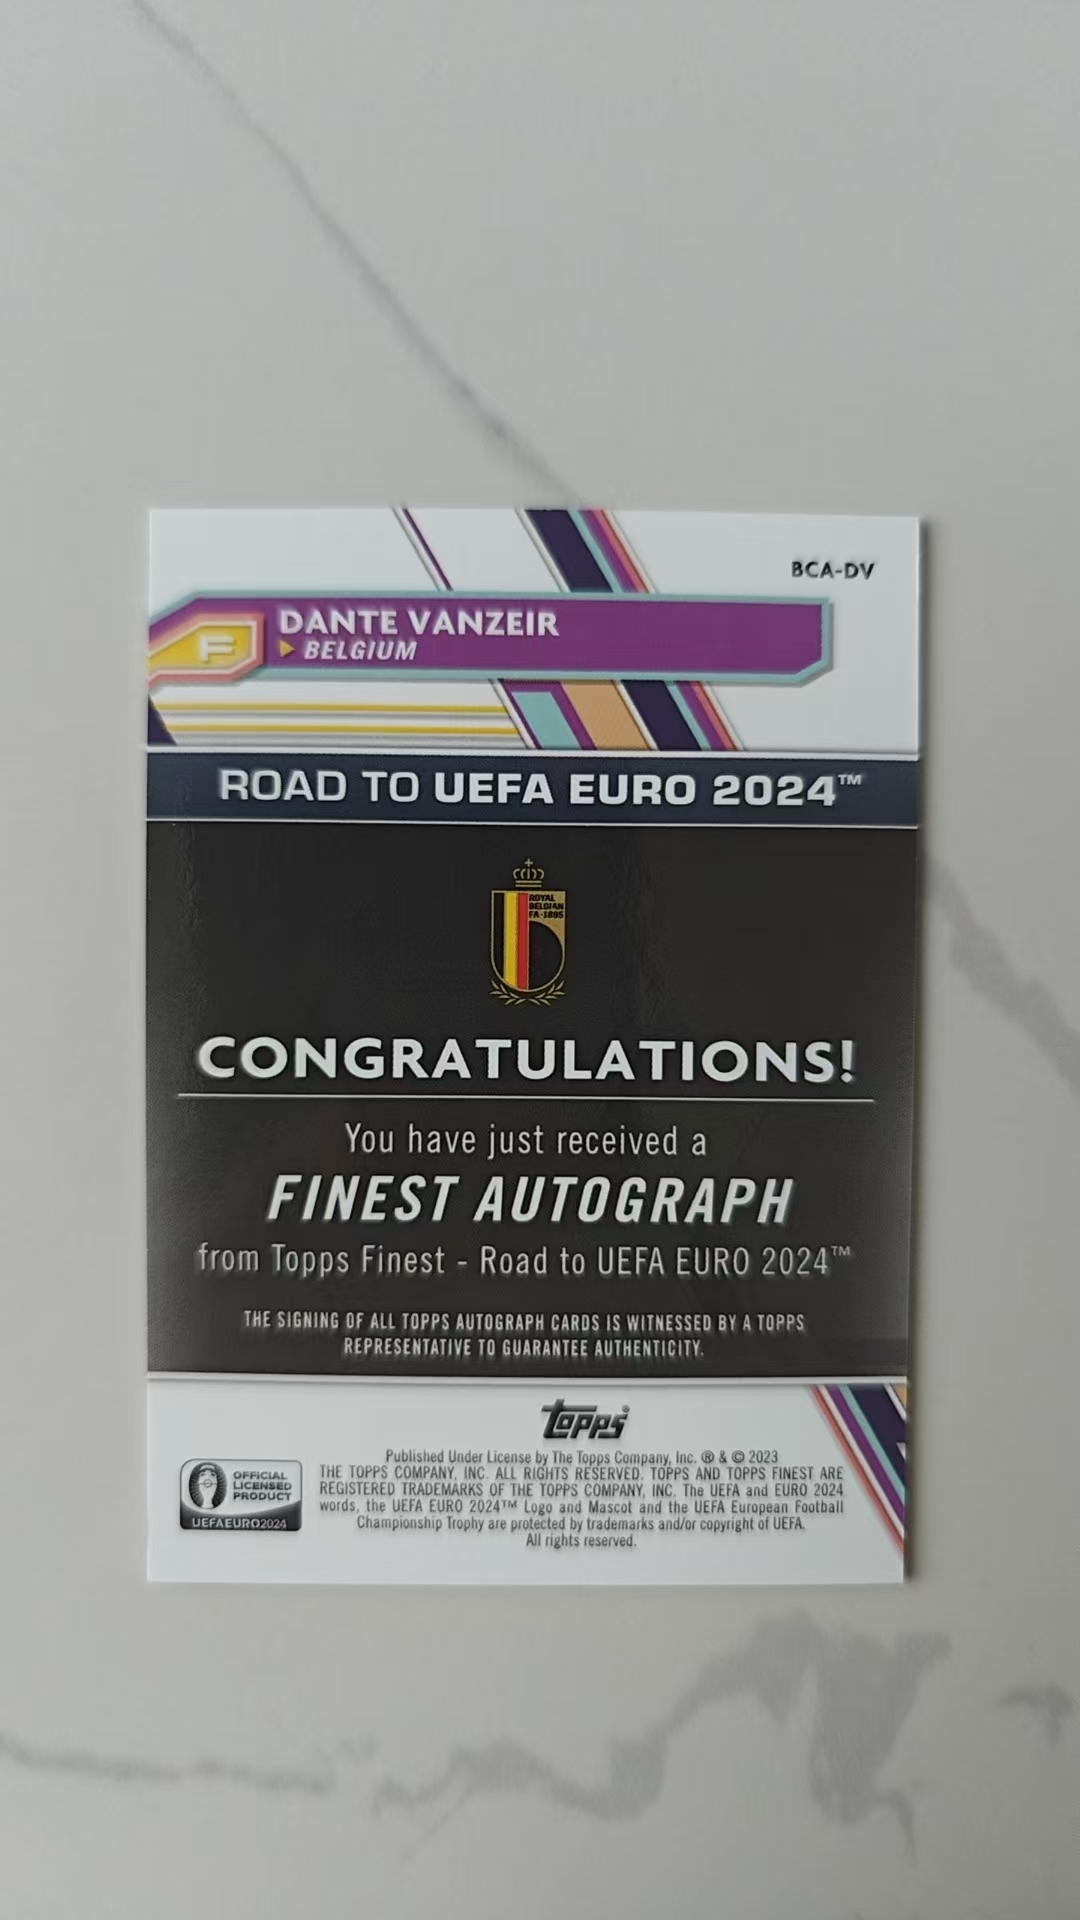 BCA-DV
F
DANTE VANZEIR
BELGIUM
ROAD TO UEFA EURO 2024™
ROYAL
BELGIAN
FA·1895
CONGRATULATIONS!
You have just received a
FINEST AUTOGRAPH
from Topps Finest - Road to UEFA EURO 2024™
THE SIGNING OF ALL TOPPS AUTOGRAPH CARDS IS WITNESSED BY A TOPPS
REPRESENTATIVE TO GUARANTEE AUTHENTICITY.
topps®
Published Under License by The Topps Company, Inc. ® & © 2023
THE TOPPS COMPANY, INC. ALL RIGHTS RESERVED. TOPPS AND TOPPS FINEST ARE
REGISTERED TRADEMARKS OF THE TOPPS COMPANY, INC. The UEFA and EURO 2024
words, the UEFA EURO 2024™ Logo and Mascot and the UEFA European Football
Championship Trophy are protected by trademarks and/or copyright of UEFA.
All rights reserved.
OFFICIAL
LICENSED
PRODUCT
UEFAEURO2024